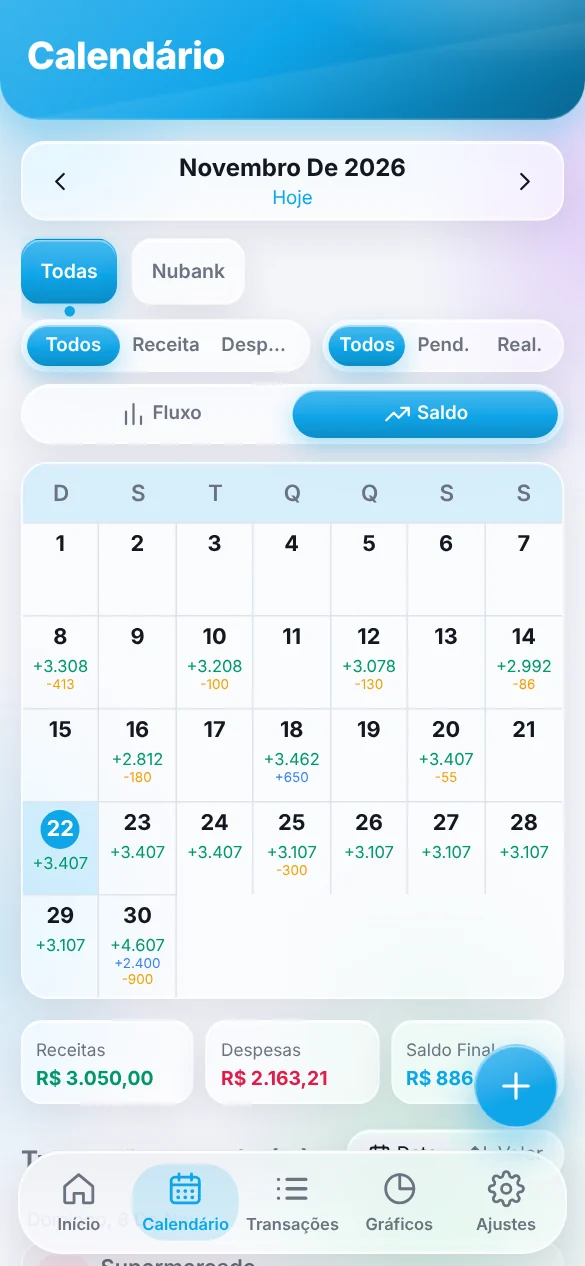 Calendário
Novembro De 2026
Hoje
Todas Nubank
Todos Receita Desp... Todos Pend. Real.
Fluxo Saldo
D S T Q Q S S
1 2 3 4 5 6 7
8 9 10 11 12 13 14
+3.308 +3.208 +3.078 +2.992
-413 -100 -130 -86
15 16 17 18 19 20 21
+2.812 +3.462 +3.407
-180 +650 -55
22 23 24 25 26 27 28
+3.407 +3.407 +3.407 +3.107 +3.107 +3.107 +3.107
-300
29 30
+3.107 +4.607
+2.400
-900
Receitas Despesas Saldo Final
R$ 3.050,00 R$ 2.163,21 R$ 886
Data Valor
Início Calendário Transações Gráficos Ajustes
Supermercado